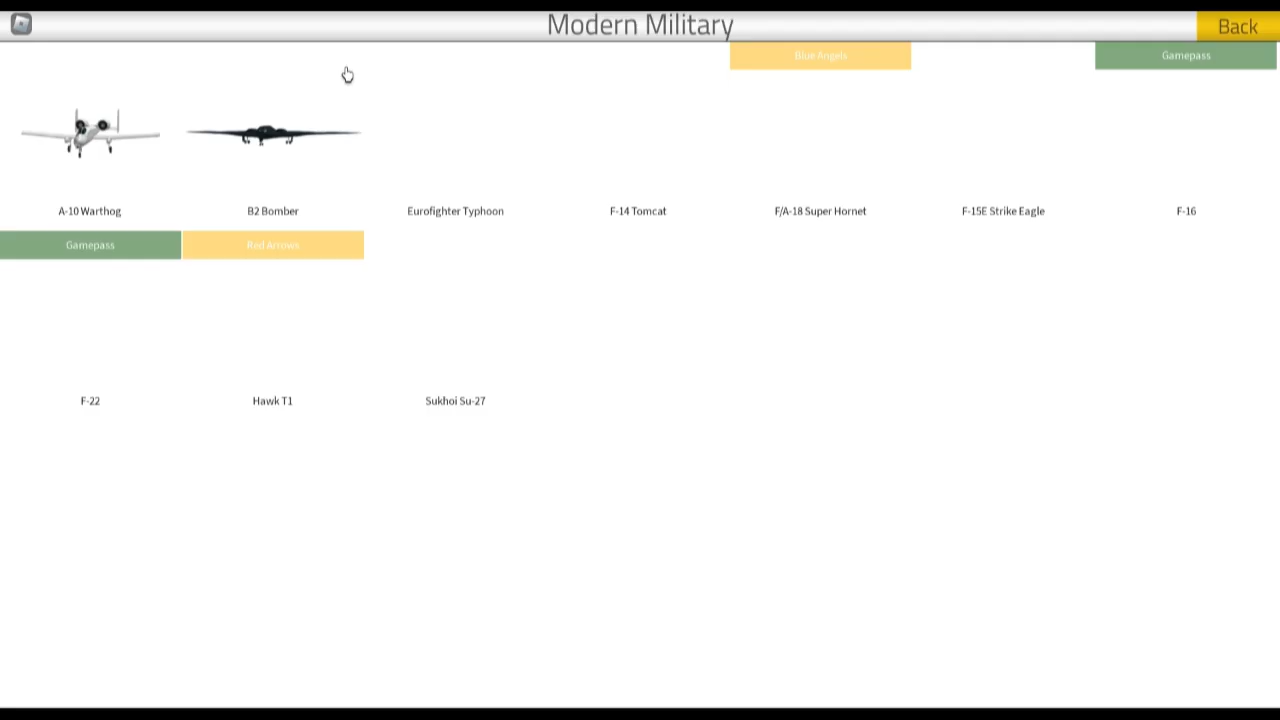 Modern Military
Back
Blue Angels
Gamepass
A-10 Warthog
B2 Bomber
Eurofighter Typhoon
F-14 Tomcat
F/A-18 Super Hornet
F-15E Strike Eagle
F-16
Gamepass
Red Arrows
F-22
Hawk T1
Sukhoi Su-27